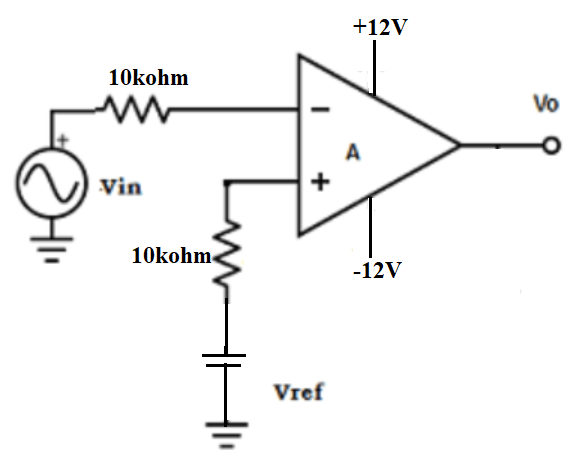 +12V
10kohm
Vo
−
A
+
Vin
+
10kohm
-12V
Vref